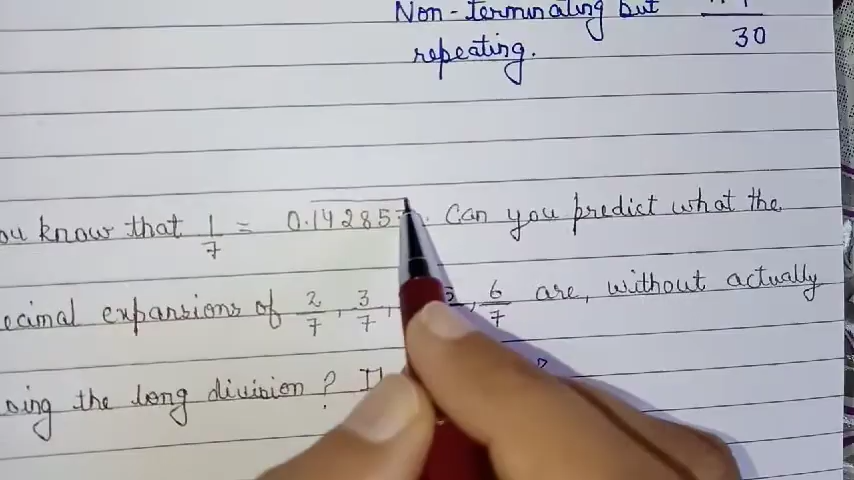 Non-terminating but
repeating.
30
ou know that 1/7 = 0.142857. Can you predict what the
ecimal expansions of 2/7, 3/7, , 6/7 are, without actually
oing the long division?